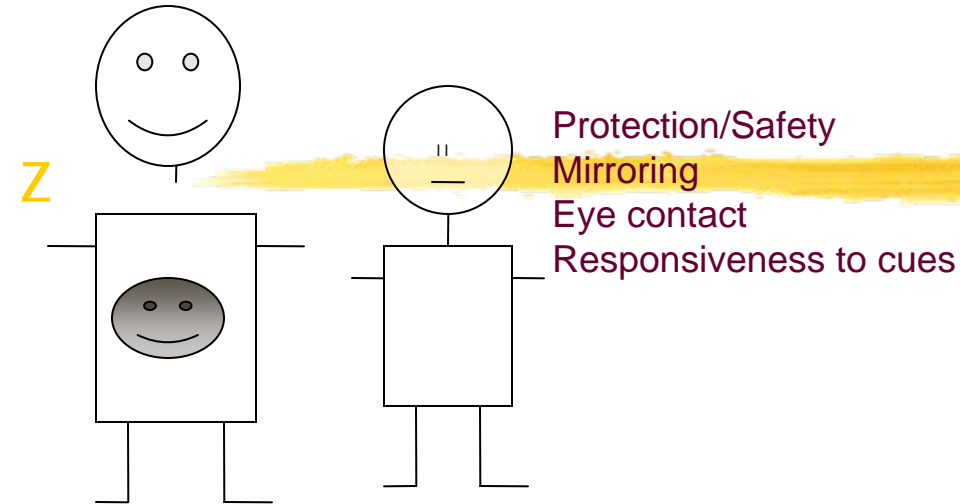 Protection/Safety
z Mirroring
Eye contact
Responsiveness to cues